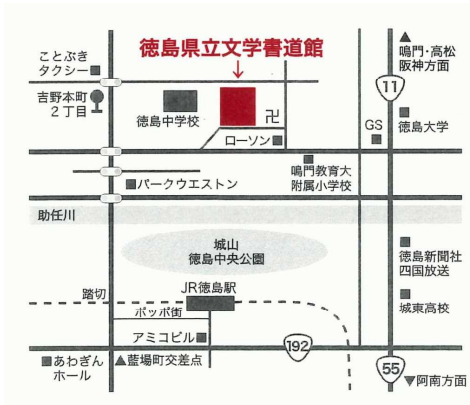 徳島県立文学書道館
ことぶき
タクシー
吉野本町
2丁目
徳島中学校
ローソン
卍
鳴門・高松
阪神方面
11
GS
徳島大学
鳴門教育大
附属小学校
パークウエストン
助任川
城山
徳島中央公園
徳島新聞社
四国放送
城東高校
踏切
JR徳島駅
ポッポ街
アミコビル
192
あわぎん
ホール
藍場町交差点
55
阿南方面